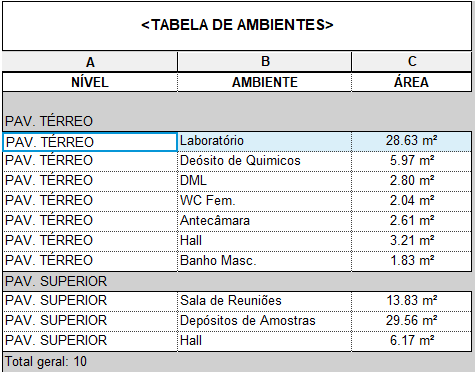 <TABELA DE AMBIENTES>
A B C
NÍVEL AMBIENTE ÁREA
PAV. TÉRREO
PAV. TÉRREO Laboratório 28.63 m²
PAV. TÉRREO Deósito de Quimicos 5.97 m²
PAV. TÉRREO DML 2.80 m²
PAV. TÉRREO WC Fem. 2.04 m²
PAV. TÉRREO Antecâmara 2.61 m²
PAV. TÉRREO Hall 3.21 m²
PAV. TÉRREO Banho Masc. 1.83 m²
PAV. SUPERIOR
PAV. SUPERIOR Sala de Reuniões 13.83 m²
PAV. SUPERIOR Depósitos de Amostras 29.56 m²
PAV. SUPERIOR Hall 6.17 m²
Total geral: 10